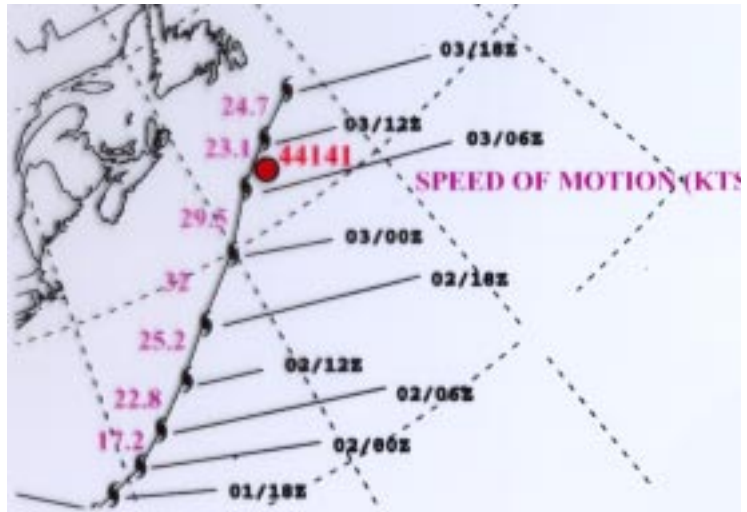 03/18Z
24.7
03/12Z
23.1
03/06Z
44141
SPEED OF MOTION (KTS
29.5
03/00Z
32
02/18Z
25.2
02/12Z
22.8
02/06Z
17.2
02/00Z
01/18Z